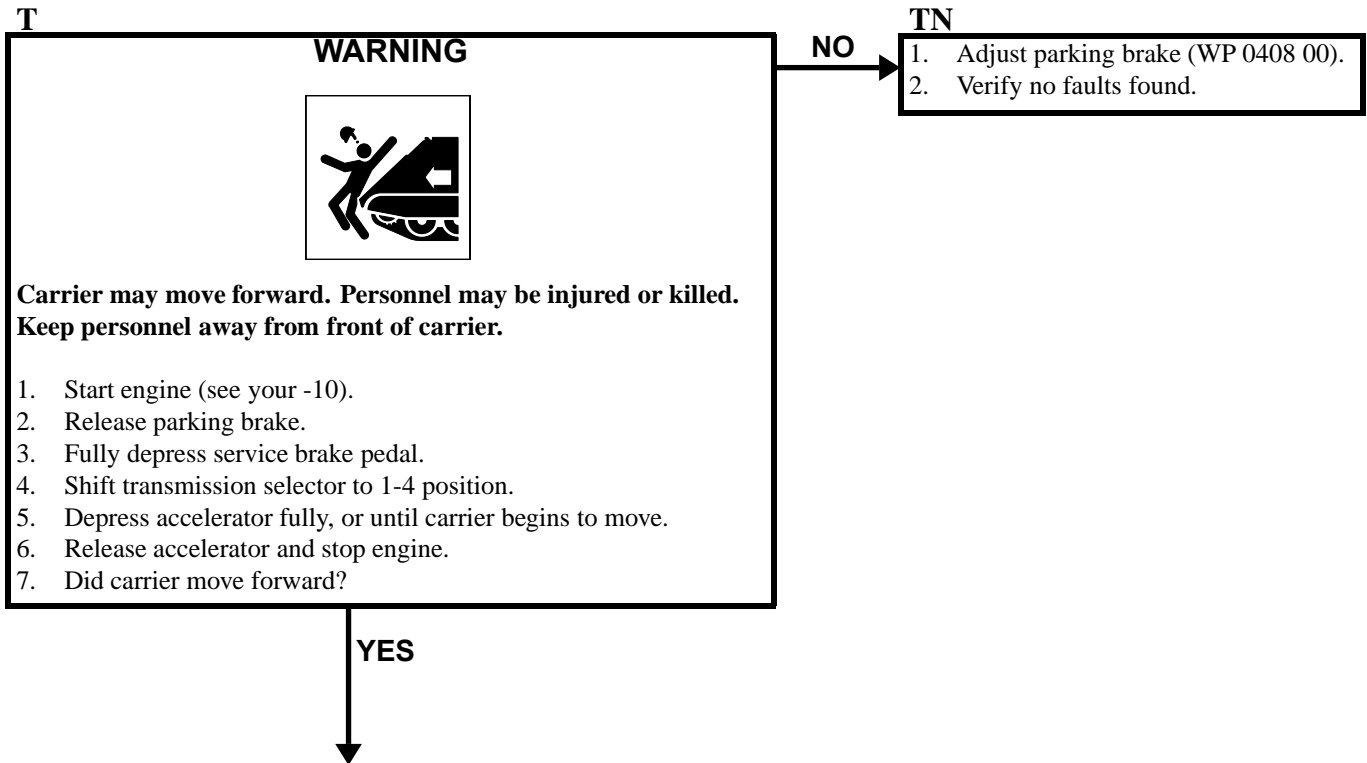 T
WARNING
Carrier may move forward. Personnel may be injured or killed.
Keep personnel away from front of carrier.
1. Start engine (see your -10).
2. Release parking brake.
3. Fully depress service brake pedal.
4. Shift transmission selector to 1-4 position.
5. Depress accelerator fully, or until carrier begins to move.
6. Release accelerator and stop engine.
7. Did carrier move forward?
NO
TN
1. Adjust parking brake (WP 0408 00).
2. Verify no faults found.
YES